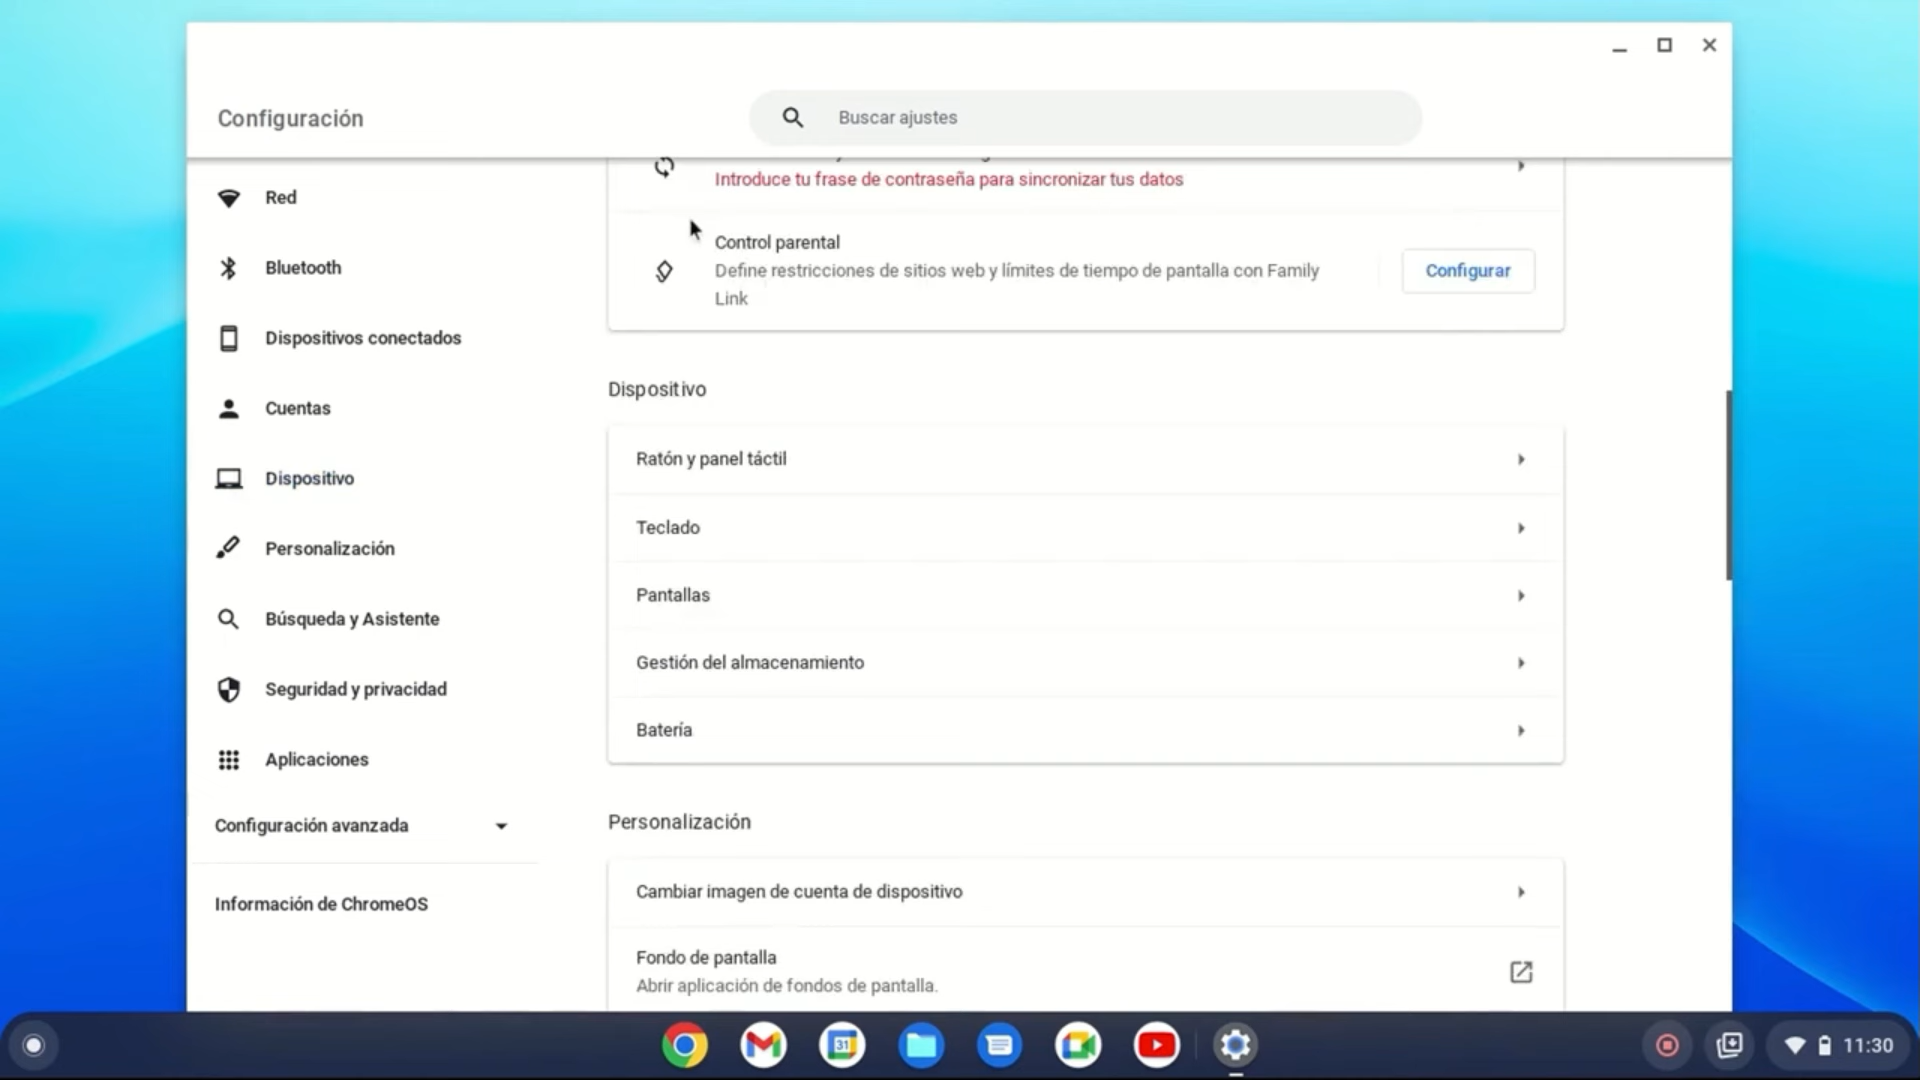 Configuración
Buscar ajustes
Red
Bluetooth
Dispositivos conectados
Cuentas
Dispositivo
Personalización
Búsqueda y Asistente
Seguridad y privacidad
Aplicaciones
Configuración avanzada
Información de ChromeOS
Introduce tu frase de contraseña para sincronizar tus datos
Control parental
Define restricciones de sitios web y límites de tiempo de pantalla con Family
Link
Configurar
Dispositivo
Ratón y panel táctil
Teclado
Pantallas
Gestión del almacenamiento
Batería
Personalización
Cambiar imagen de cuenta de dispositivo
Fondo de pantalla
Abrir aplicación de fondos de pantalla.
31
11:30